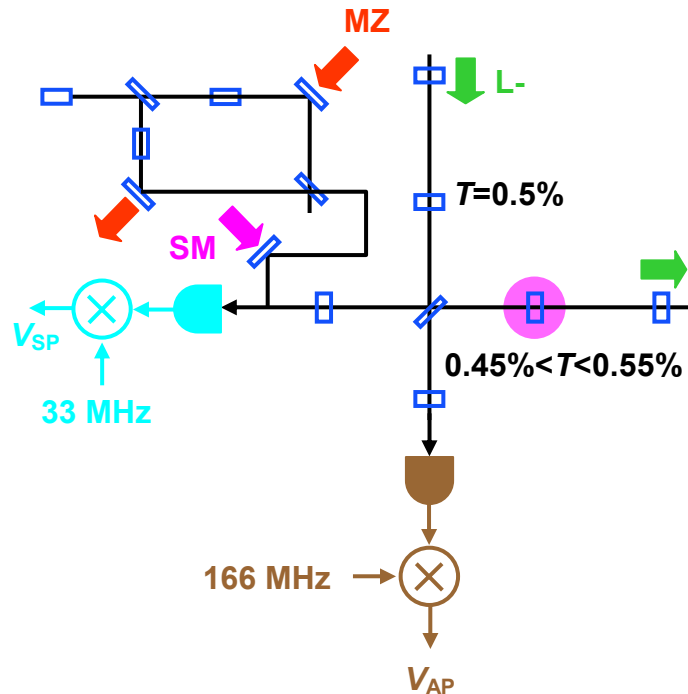 MZ
L-
T=0.5%
SM
VSP
0.45%<T<0.55%
33 MHz
166 MHz
VAP